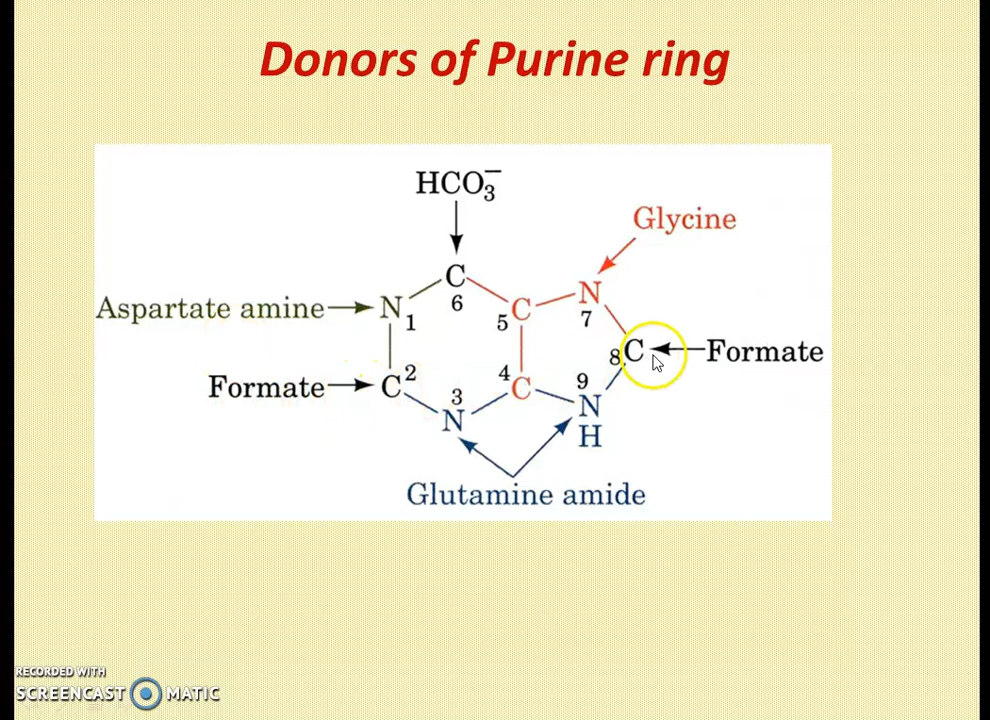 Donors of Purine ring
HCO₃⁻
Glycine
C
6
N
7
Aspartate amine
N
1
C
5
8
C
Formate
Formate
C
2
3
N
4
C
9
N
H
Glutamine amide
RECORDED WITH
SCREENCAST MATIC